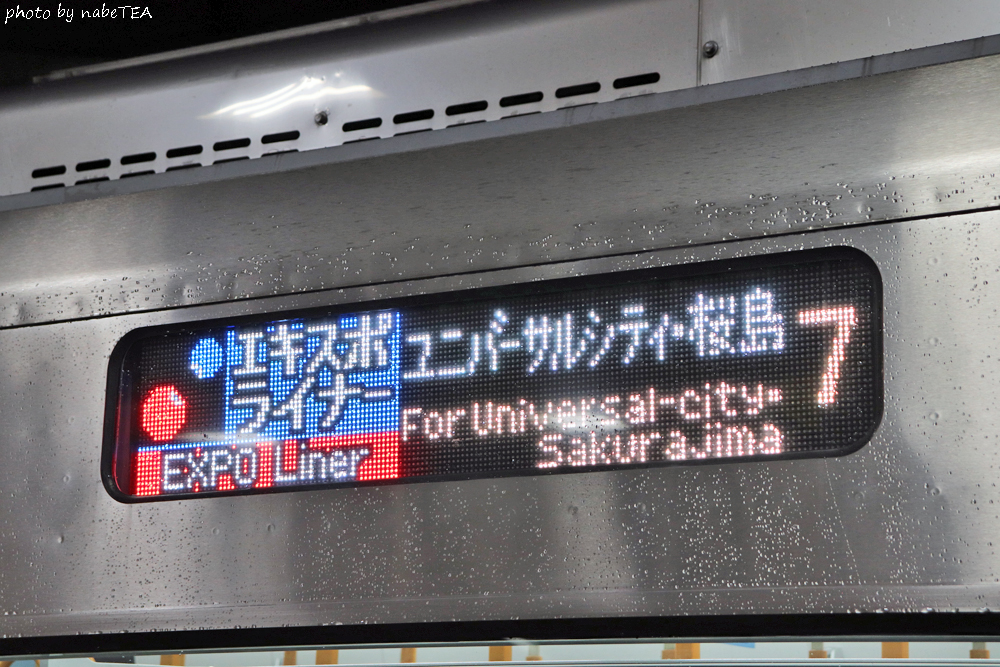 photo by nabeTEA
エキスポ
ライナー
EXPO Liner
ユニバーサルシティ・桜島
For Universal-city・
Sakurajima
7